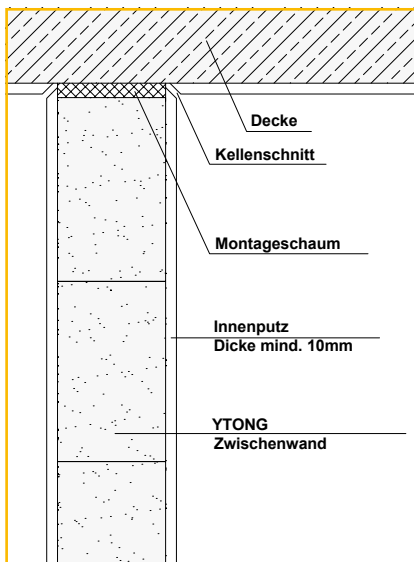 Decke
Kellenschnitt
Montageschaum
Innenputz
Dicke mind. 10mm
YTONG
Zwischenwand